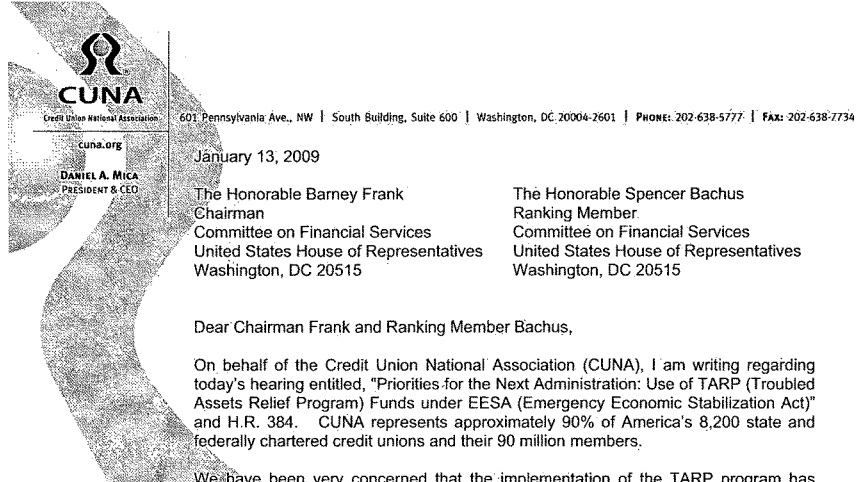 CUNA
Credit Union National Association
601 Pennsylvania Ave., NW | South Building, Suite 600 | Washington, DC 20004-2601 | PHONE: 202-638-5777 | FAX: 202-638-7734
cuna.org
DANIEL A. MICA
PRESIDENT & CEO
January 13, 2009
The Honorable Barney Frank
Chairman
Committee on Financial Services
United States House of Representatives
Washington, DC 20515
The Honorable Spencer Bachus
Ranking Member
Committee on Financial Services
United States House of Representatives
Washington, DC 20515
Dear Chairman Frank and Ranking Member Bachus,
On behalf of the Credit Union National Association (CUNA), I am writing regarding
today's hearing entitled, "Priorities for the Next Administration: Use of TARP (Troubled
Assets Relief Program) Funds under EESA (Emergency Economic Stabilization Act)"
and H.R. 384. CUNA represents approximately 90% of America's 8,200 state and
federally chartered credit unions and their 90 million members.
We have been very concerned that the implementation of the TARP program has